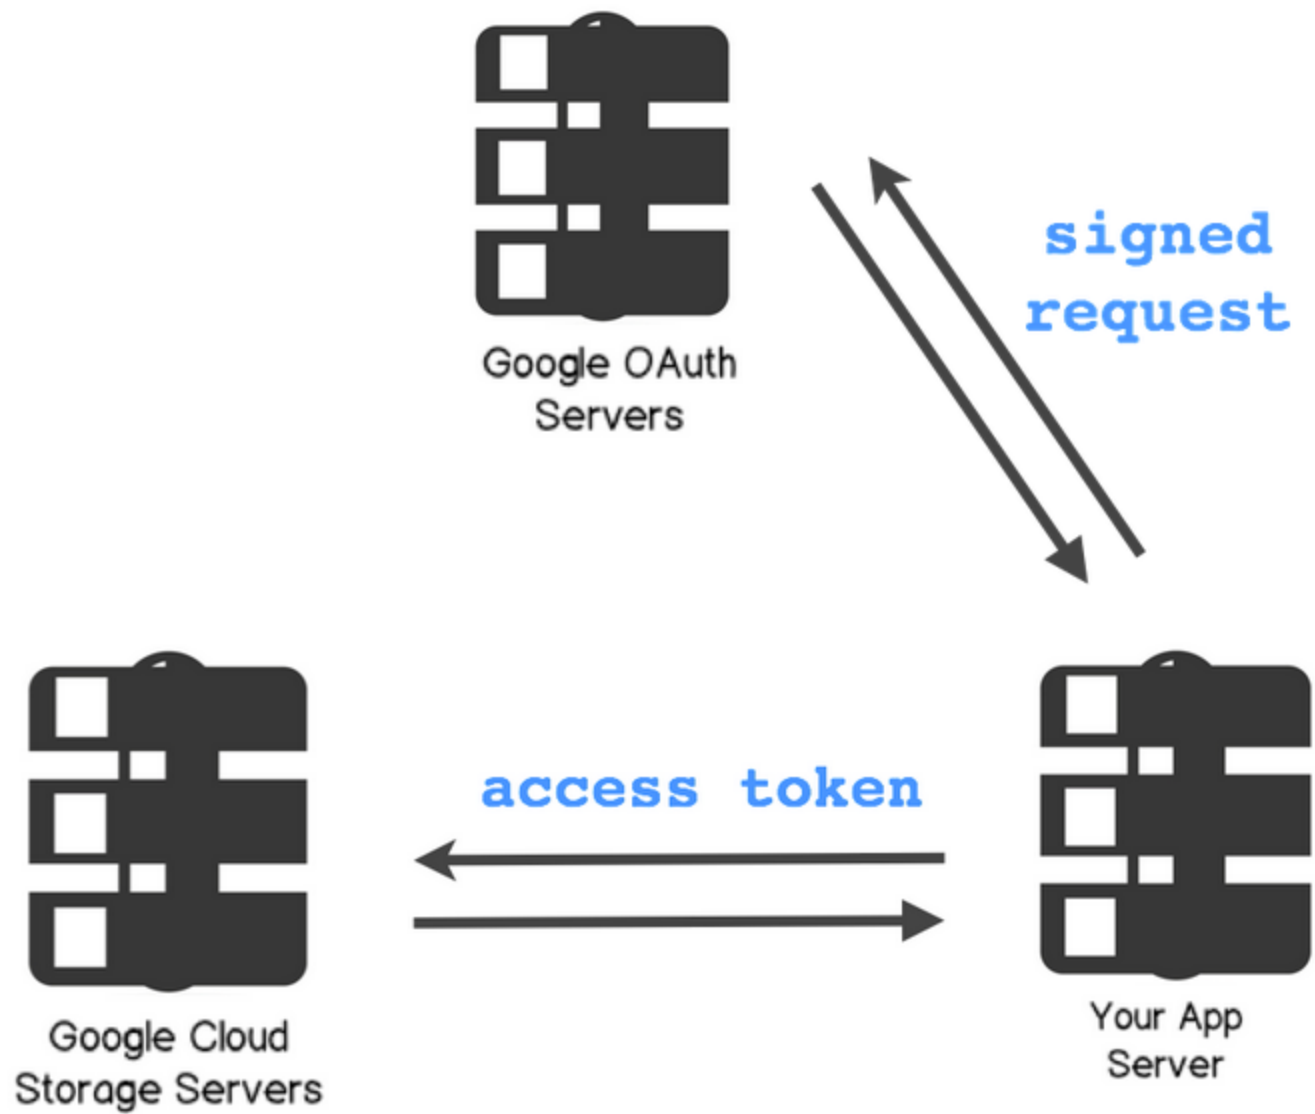 signed
request
Google OAuth
Servers
access token
Google Cloud
Storage Servers
Your App
Server